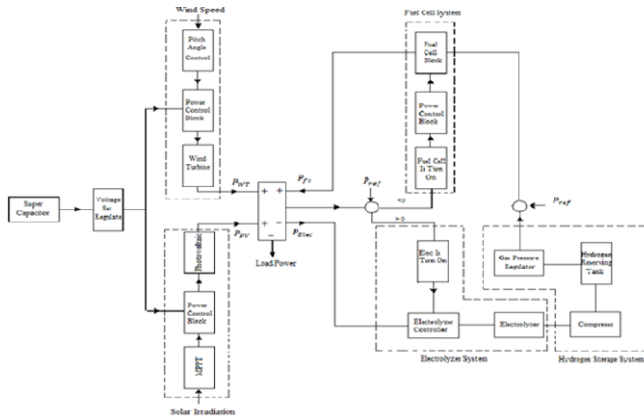 Wind Speed
Pitch
Angle
Control
Power
Control
Block
Wind
Turbine
P_WT
Super
Capacitor
Voltage
Set
Regulate
Photovoltaic
P_PV
Power
Control
Block
MPPT
Solar Irradiation
+ +
+ −
−
Load Power
P_fc
P_Elec
P_ref
<0
>0
Fuel Cell System
Fuel
Cell
Block
Power
Control
Block
Fuel Cell
Is Turn
On
P_ref
Elec Is
Turn On
Electrolyzer
Controller
Electrolyzer
Electrolyzer System
Gas Pressure
Regulator
Hydrogen
Reserving
Tank
Compresso
Hydrogen Storage System